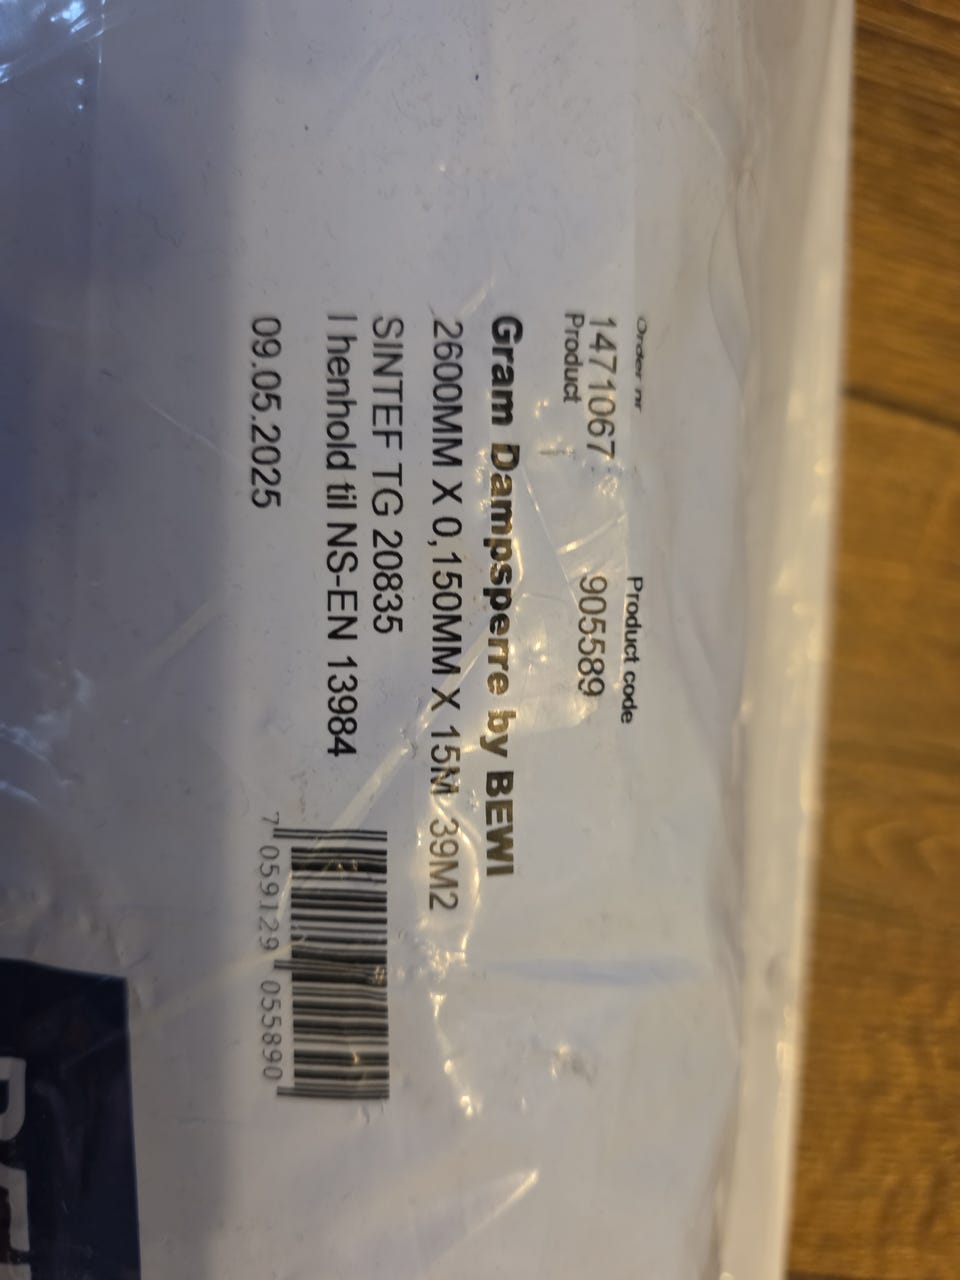 Order nr
Product code
1471067
905589
Product
Gram Dampsperre by BEWI
2600MM X 0,150MM X 15M 39M2
SINTEF TG 20835
I henhold til NS-EN 13984
09.05.2025
7 059129 055890